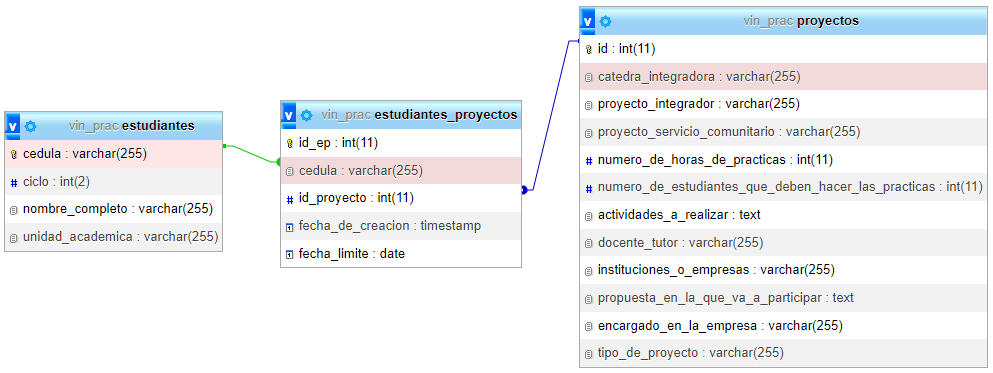 v vin_prac estudiantes
cedula : varchar(255)
# ciclo : int(2)
nombre_completo : varchar(255)
unidad_academica : varchar(255)
v vin_prac estudiantes_proyectos
id_ep : int(11)
cedula : varchar(255)
# id_proyecto : int(11)
fecha_de_creacion : timestamp
fecha_limite : date
v vin_prac proyectos
id : int(11)
catedra_integradora : varchar(255)
proyecto_integrador : varchar(255)
proyecto_servicio_comunitario : varchar(255)
# numero_de_horas_de_practicas : int(11)
# numero_de_estudiantes_que_deben_hacer_las_practicas : int(11)
actividades_a_realizar : text
docente_tutor : varchar(255)
instituciones_o_empresas : varchar(255)
propuesta_en_la_que_va_a_participar : text
encargado_en_la_empresa : varchar(255)
tipo_de_proyecto : varchar(255)